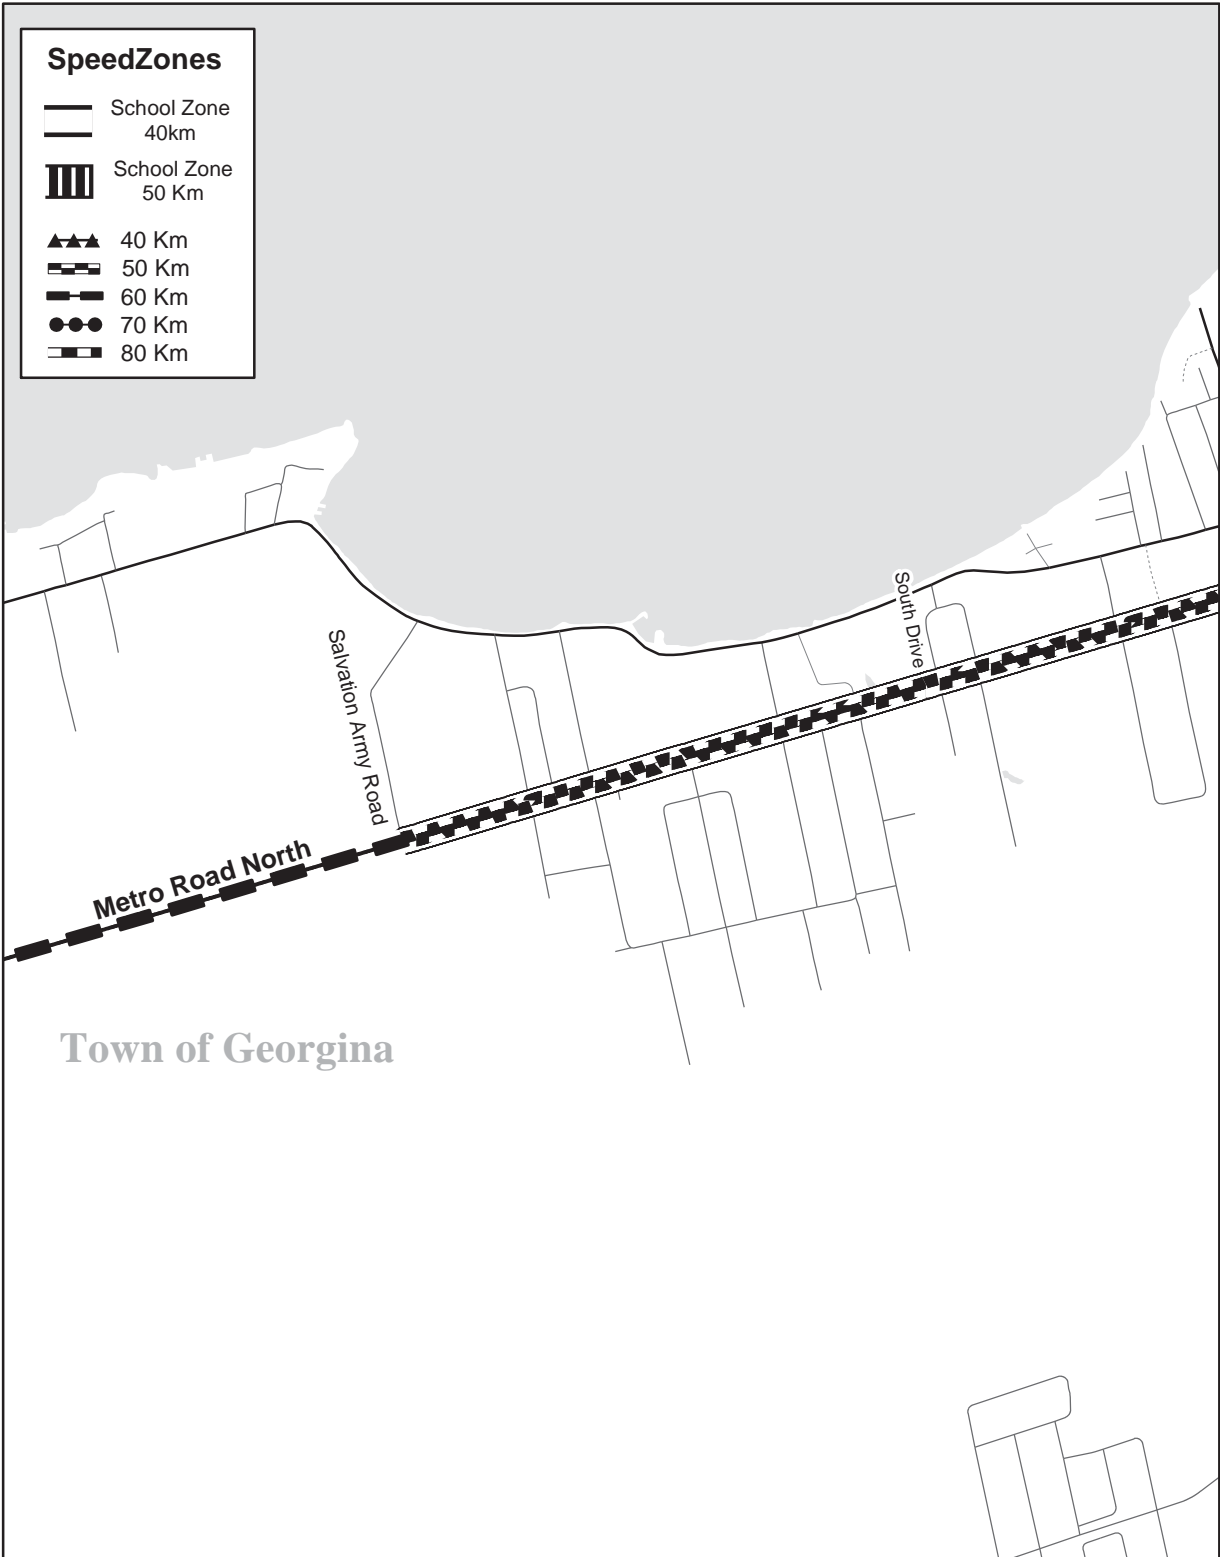 SpeedZones
School Zone
40km
School Zone
50 Km
40 Km
50 Km
60 Km
70 Km
80 Km
South Drive
Salvation Army Road
Metro Road North
Town of Georgina